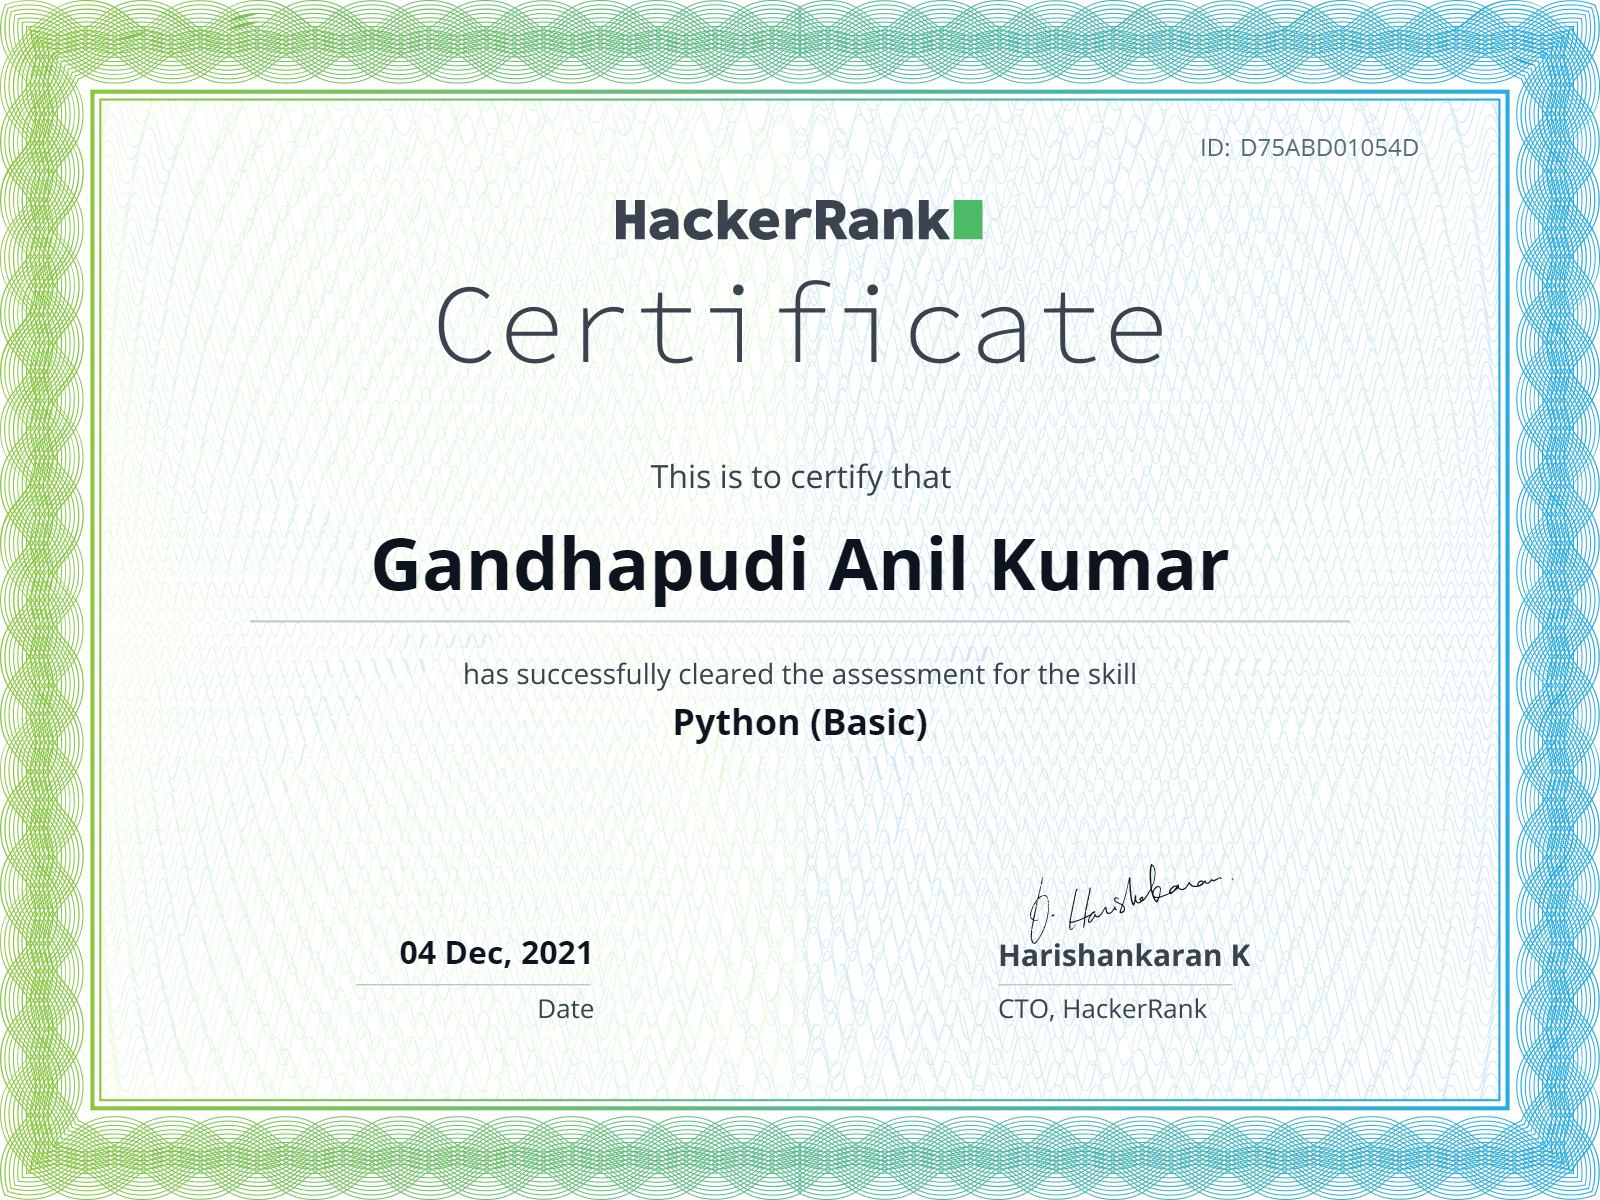 ID: D75ABD01054D
HackerRank
Certificate
This is to certify that
Gandhapudi Anil Kumar
has successfully cleared the assessment for the skill
Python (Basic)
J. Harishankaran
04 Dec, 2021
Harishankaran K
Date
CTO, HackerRank